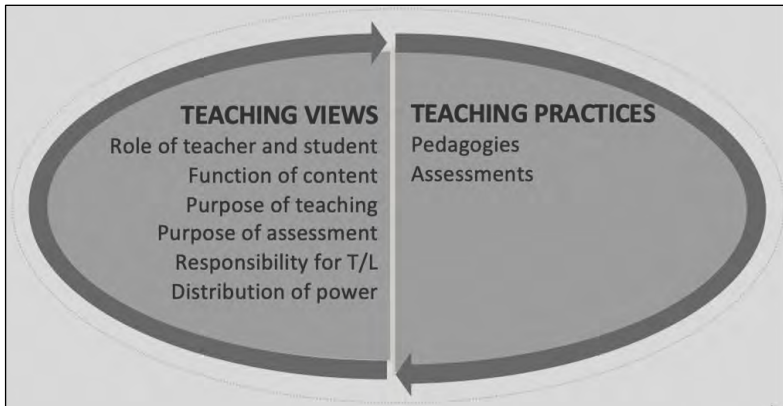 TEACHING VIEWS
Role of teacher and student
Function of content
Purpose of teaching
Purpose of assessment
Responsibility for T/L
Distribution of power
TEACHING PRACTICES
Pedagogies
Assessments